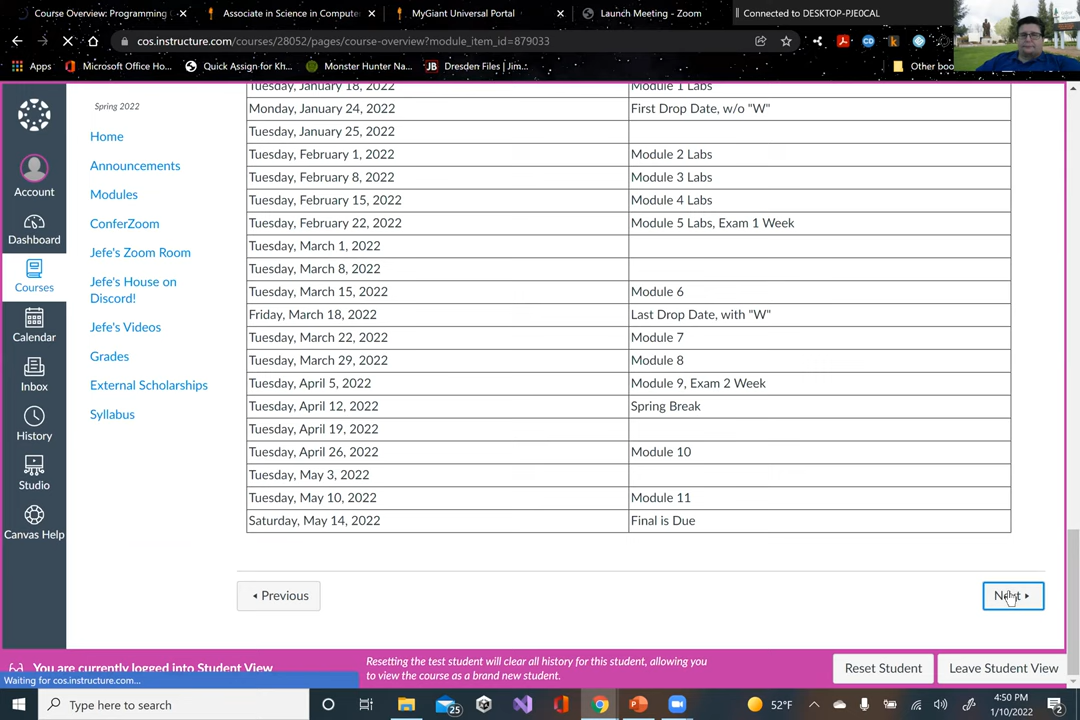 Course Overview: Programming
Associate in Science in Compute
MyGiant Universal Portal
Launch Meeting - Zoom
Connected to DESKTOP-PJE0CAL
cos.instructure.com/courses/28052/pages/course-overview?module_item_id=879033
Apps
Microsoft Office Ho...
Quick Assign for Kh...
Monster Hunter Na...
JB
Dresden Files | Jim...
Other boo
Account
Dashboard
Courses
Calendar
Inbox
History
Studio
Canvas Help
Spring 2022
Home
Announcements
Modules
ConferZoom
Jefe's Zoom Room
Jefe's House on
Discord!
Jefe's Videos
Grades
External Scholarships
Syllabus
Tuesday, January 18, 2022 Module 1 Labs
Monday, January 24, 2022 First Drop Date, w/o "W"
Tuesday, January 25, 2022
Tuesday, February 1, 2022 Module 2 Labs
Tuesday, February 8, 2022 Module 3 Labs
Tuesday, February 15, 2022 Module 4 Labs
Tuesday, February 22, 2022 Module 5 Labs, Exam 1 Week
Tuesday, March 1, 2022
Tuesday, March 8, 2022
Tuesday, March 15, 2022 Module 6
Friday, March 18, 2022 Last Drop Date, with "W"
Tuesday, March 22, 2022 Module 7
Tuesday, March 29, 2022 Module 8
Tuesday, April 5, 2022 Module 9, Exam 2 Week
Tuesday, April 12, 2022 Spring Break
Tuesday, April 19, 2022
Tuesday, April 26, 2022 Module 10
Tuesday, May 3, 2022
Tuesday, May 10, 2022 Module 11
Saturday, May 14, 2022 Final is Due
Previous
Next
You are currently logged into Student View
Resetting the test student will clear all history for this student, allowing you
to view the course as a brand new student.
Reset Student
Leave Student View
Waiting for cos.instructure.com...
Type here to search
25
52°F
4:50 PM
1/10/2022
2